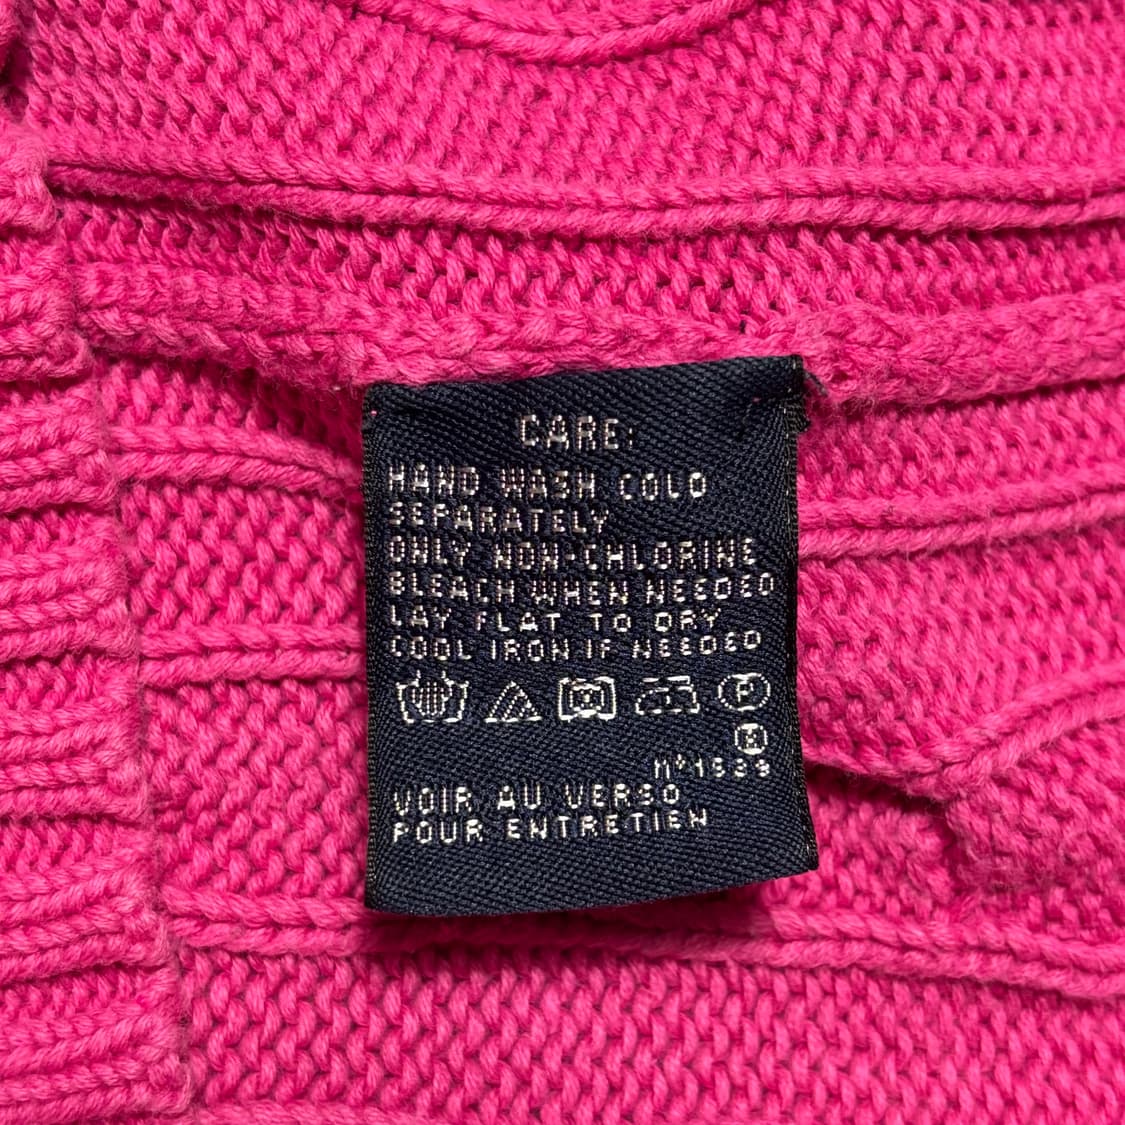 CARE:
HAND WASH COLD
SEPARATELY
ONLY NON-CHLORINE
BLEACH WHEN NEEDED
LAY FLAT TO DRY
COOL IRON IF NEEDED
P
N°1539
VOIR AU VERSO
POUR ENTRETIEN